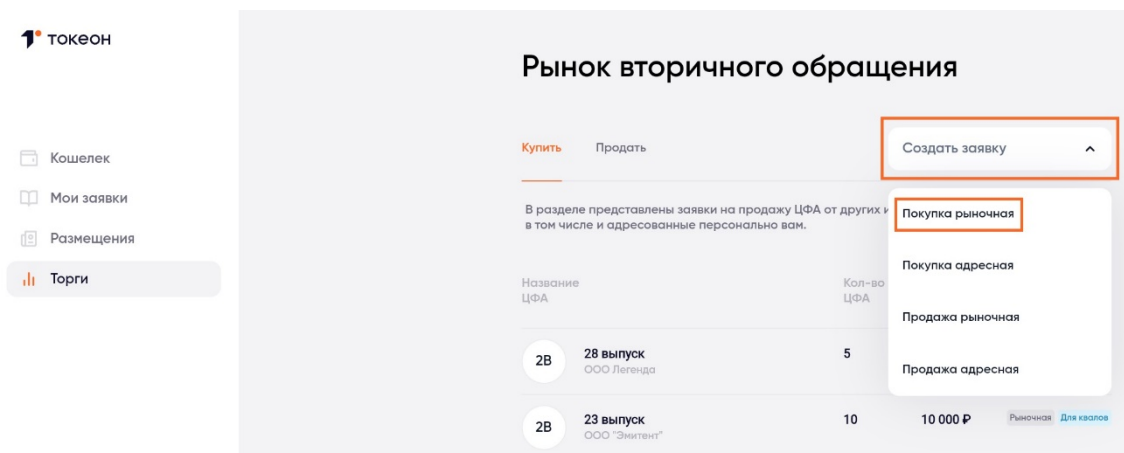 токеон
Рынок вторичного обращения
Кошелек
Мои заявки
Размещения
Торги
Купить
Продать
Создать заявку
В разделе представлены заявки на продажу ЦФА от других и
в том числе и адресованные персонально вам.
Покупка рыночная
Покупка адресная
Продажа рыночная
Продажа адресная
Название
ЦФА
Кол-во
ЦФА
2В
28 выпуск
ООО Легенда
5
2В
23 выпуск
ООО "Эмитент"
10
10 000 ₽
Рыночная
Для квалов